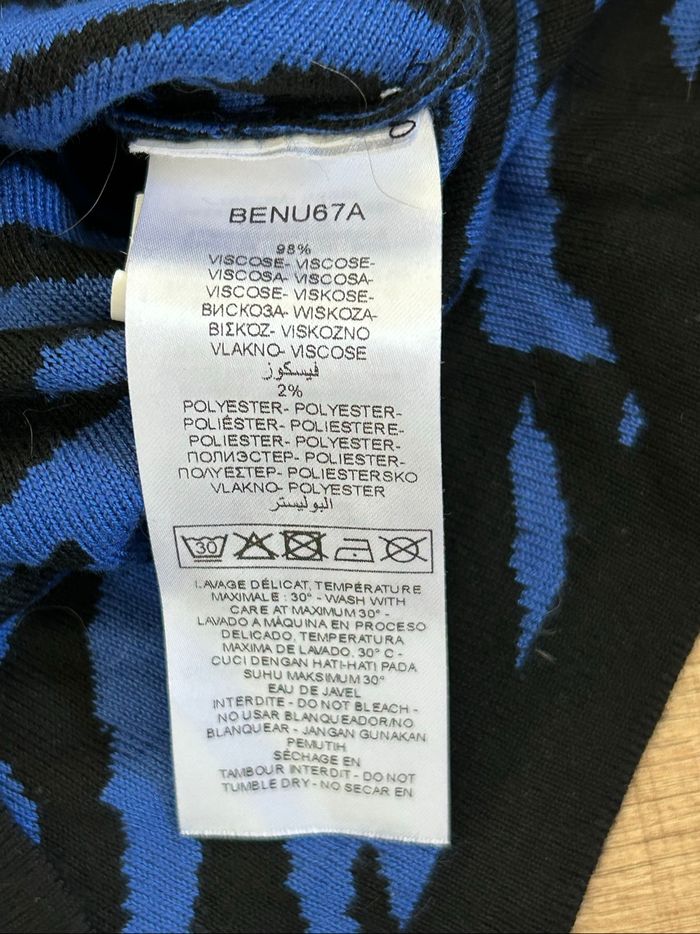 BENU67A
98%
VISCOSE- VISCOSE-
VISCOSA- VISCOSA-
VISCOSE- VISKOSE-
ВИСКОЗА- WISKOZA-
ΒΙΣΚΌΖ- VISKOZNO
VLAKNO- VISCOSE
فيسكوز
2%
POLYESTER- POLYESTER-
POLIÉSTER- POLIESTERE-
POLIESTER- POLYESTER-
ПОЛИЭСТЕР- POLIESTER-
ΠΟΛΥΕΣΤΕΡ- POLIESTERSKO
VLAKNO- POLYESTER
البوليستر
30
LAVAGE DÉLICAT, TEMPÉRATURE
MAXIMALE : 30° - WASH WITH
CARE AT MAXIMUM 30° -
LAVADO A MÀQUINA EN PROCESO
DELICADO, TEMPERATURA
MAXIMA DE LAVADO, 30° C -
CUCI DENGAN HATI-HATI PADA
SUHU MAKSIMUM 30°
EAU DE JAVEL
INTERDITE - DO NOT BLEACH -
NO USAR BLANQUEADOR/NO
BLANQUEAR - JANGAN GUNAKAN
PEMUTIH
SÉCHAGE EN
TAMBOUR INTERDIT - DO NOT
TUMBLE DRY - NO SECAR EN